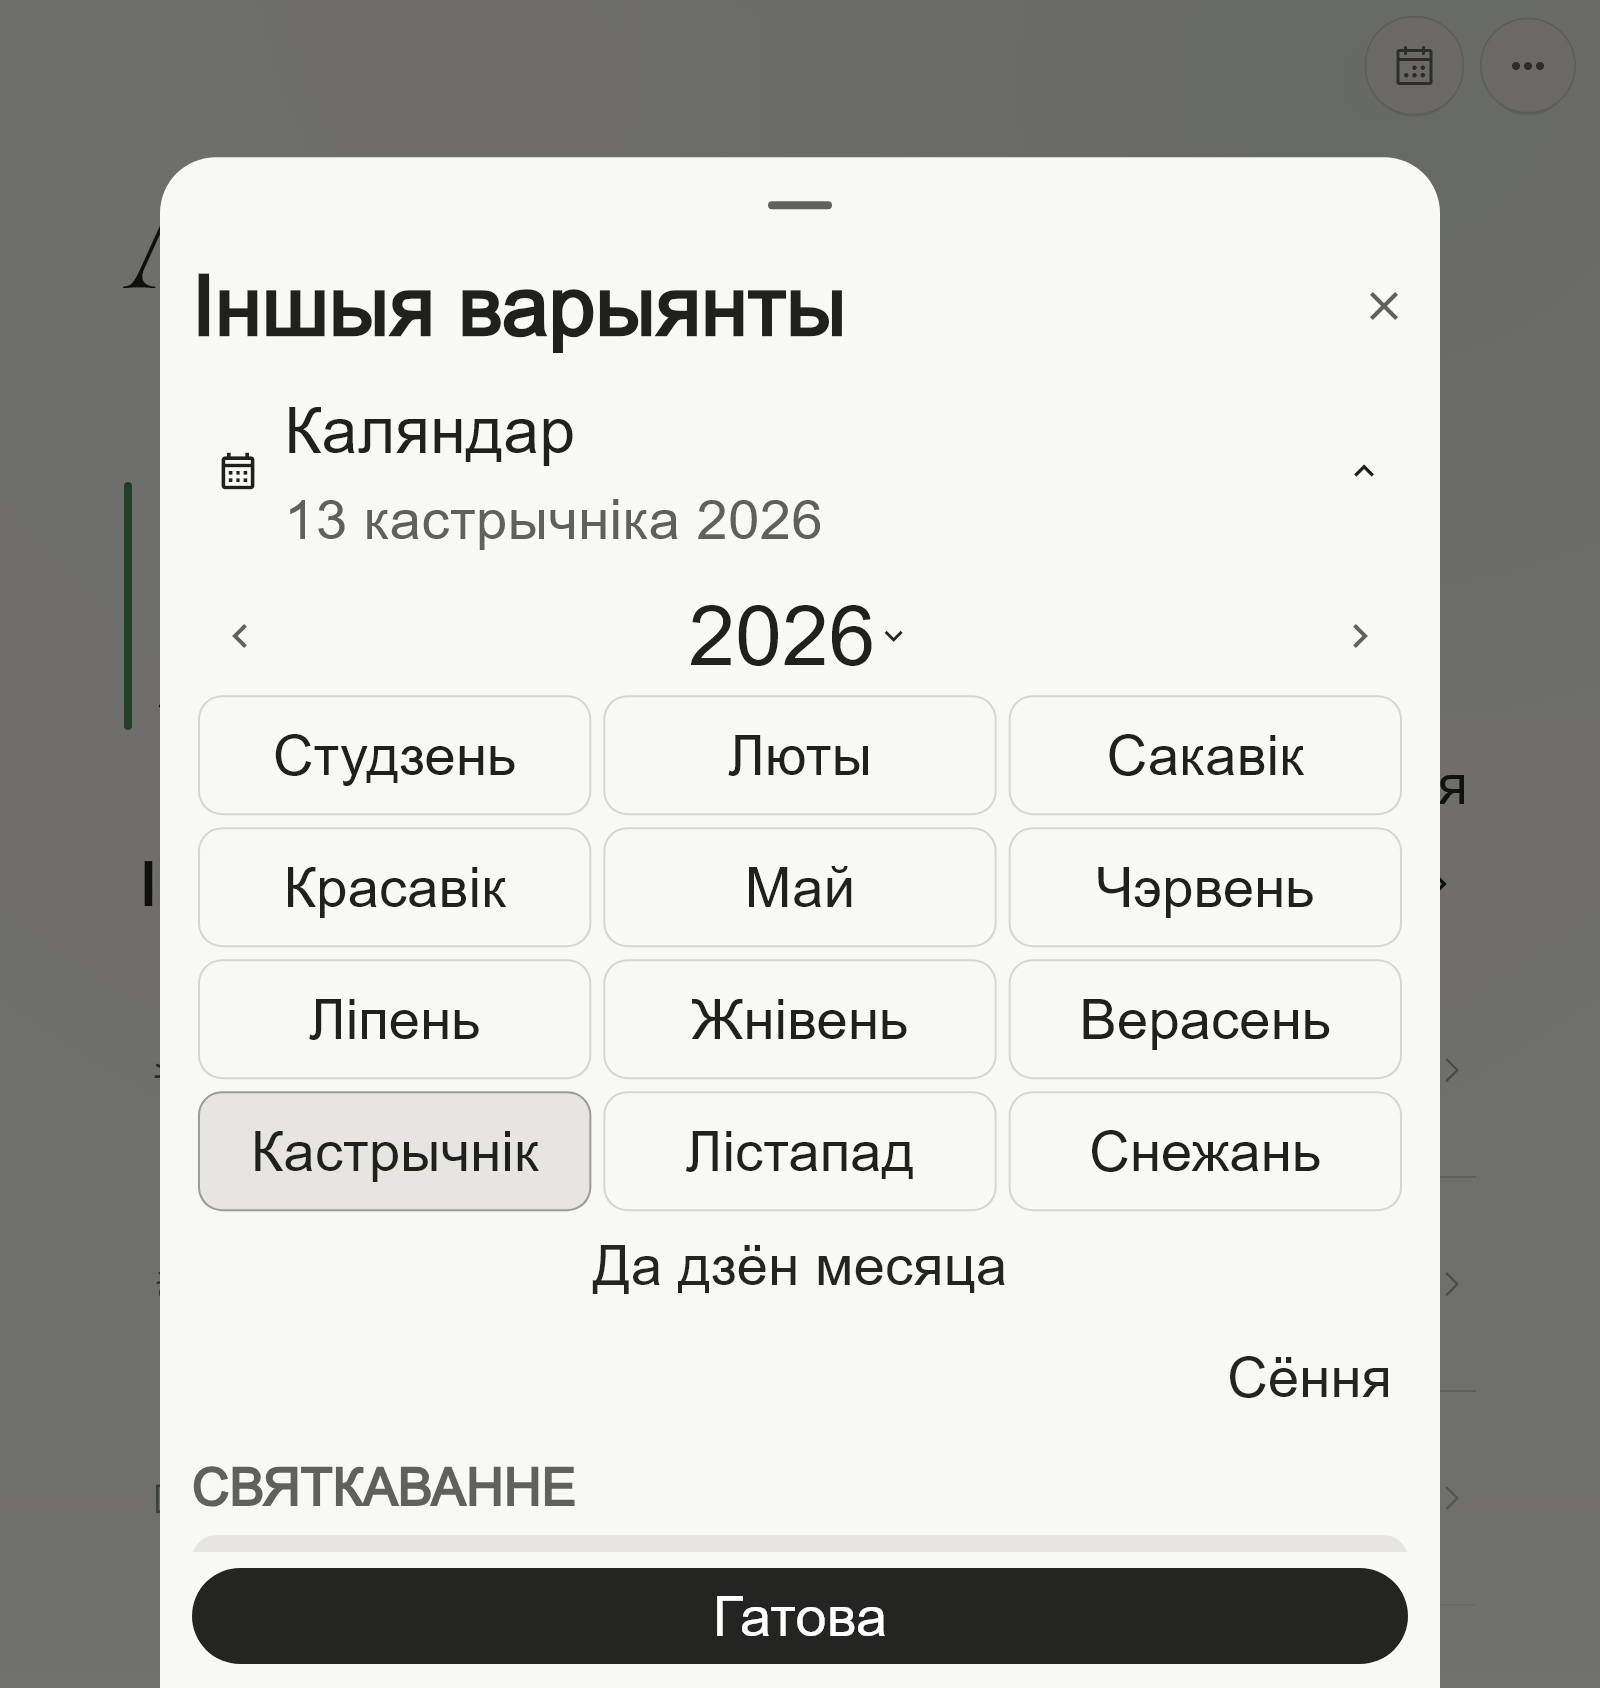 Іншыя варыянты
Каляндар
13 кастрычніка 2026
2026
Студзень
Люты
Сакавік
Красавік
Май
Чэрвень
Ліпень
Жнівень
Верасень
Кастрычнік
Лістапад
Снежань
Да дзён месяца
Сёння
СВЯТКАВАННЕ
Гатова